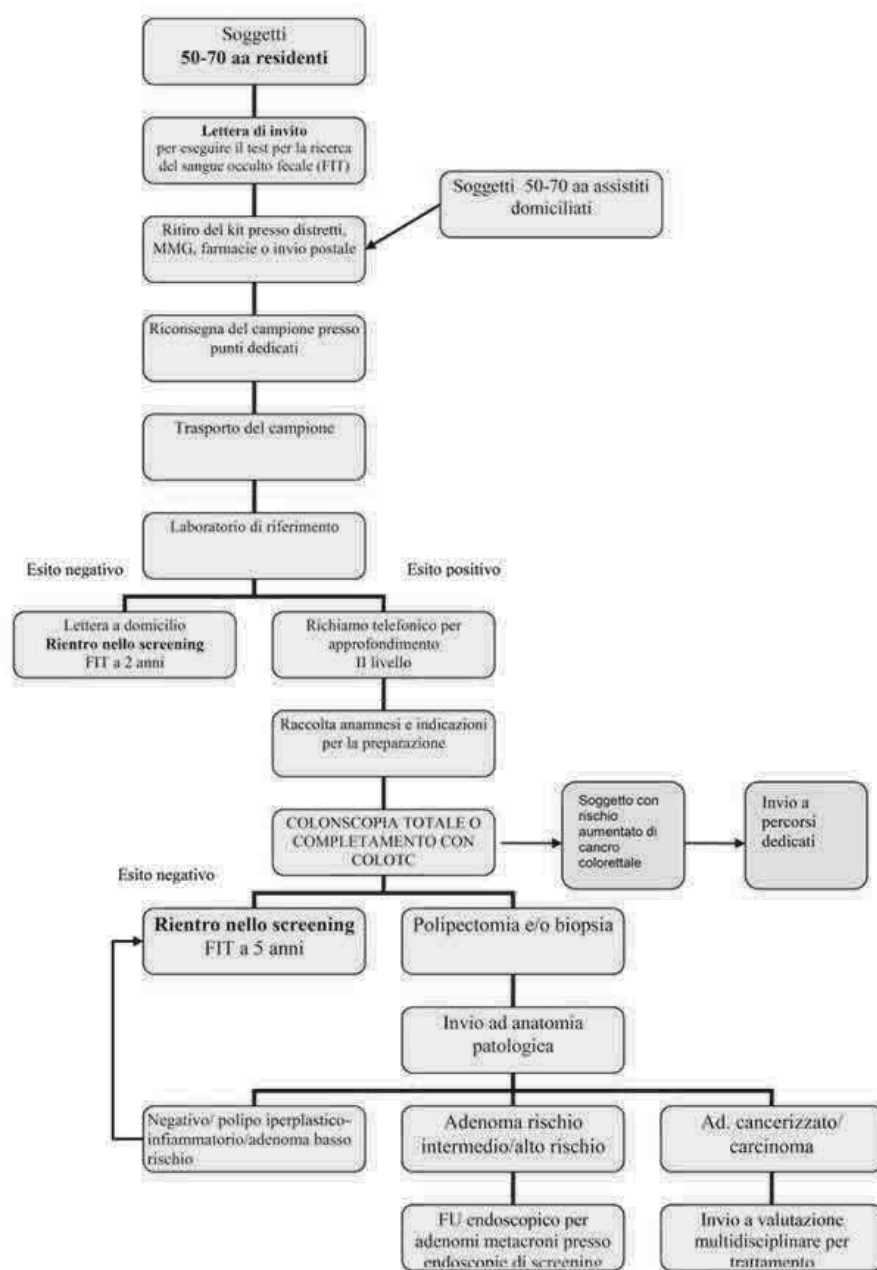 Soggetti
50-70 aa residenti
Lettera di invito
per eseguire il test per la ricerca
del sangue occulto fecale (FIT)
Soggetti 50-70 aa assistiti
domiciliati
Ritiro del kit presso distretti,
MMG, farmacie o invio postale
Riconsegna del campione presso
punti dedicati
Trasporto del campione
Laboratorio di riferimento
Esito negativo
Esito positivo
Lettera a domicilio
Rientro nello screening
FIT a 2 anni
Richiamo telefonico per
approfondimento
II livello
Raccolta anamnesi e indicazioni
per la preparazione
COLONSCOPIA TOTALE O
COMPLETAMENTO CON
COLOTC
Soggetto con
rischio
aumentato di
cancro
colorettale
Invio a
percorsi
dedicati
Esito negativo
Rientro nello screening
FIT a 5 anni
Polipectomia e/o biopsia
Invio ad anatomia
patologica
Negativo/ polipo iperplastico-
infiammatorio/adenoma basso
rischio
Adenoma rischio
intermedio/alto rischio
Ad. cancerizzato/
carcinoma
FU endoscopico per
adenomi metacroni presso
endoscopie di screening
Invio a valutazione
multidisciplinare per
trattamento